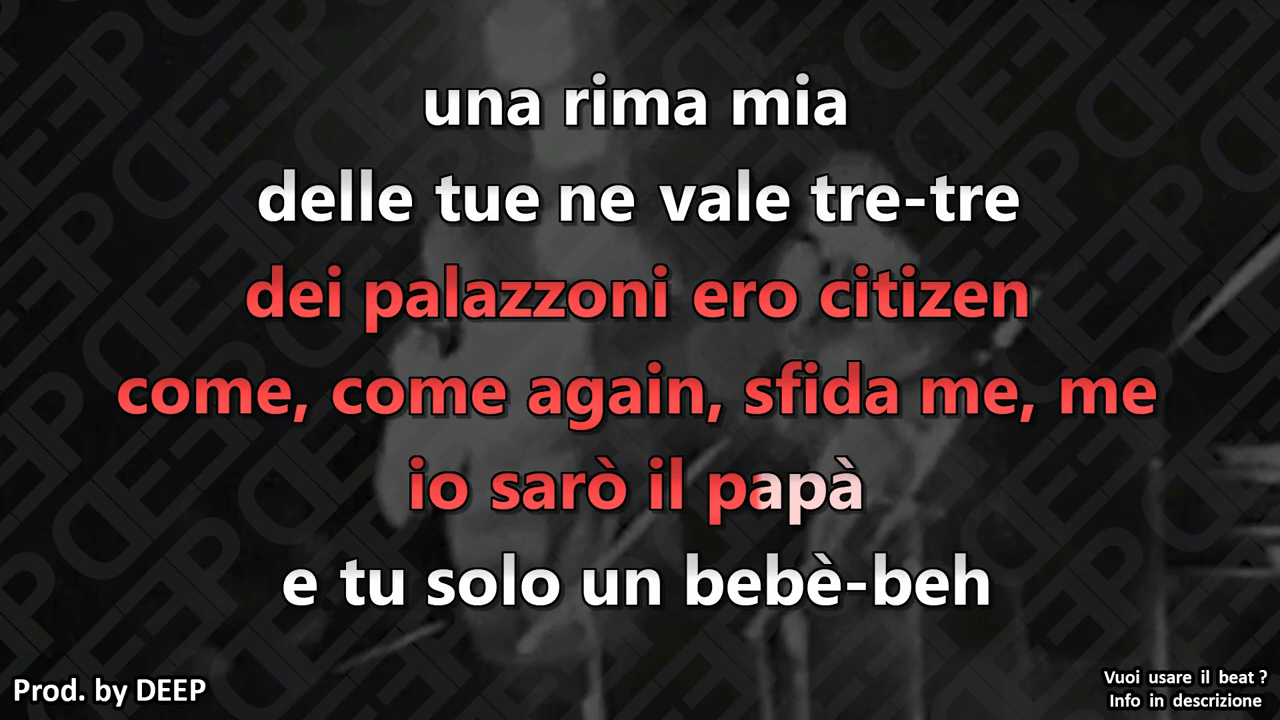 una rima mia
delle tue ne vale tre-tre
dei palazzoni ero citizen
come, come again, sfida me, me
io sarò il papà
e tu solo un bebè-beh
Prod. by DEEP
Vuoi usare il beat ?
Info in descrizione